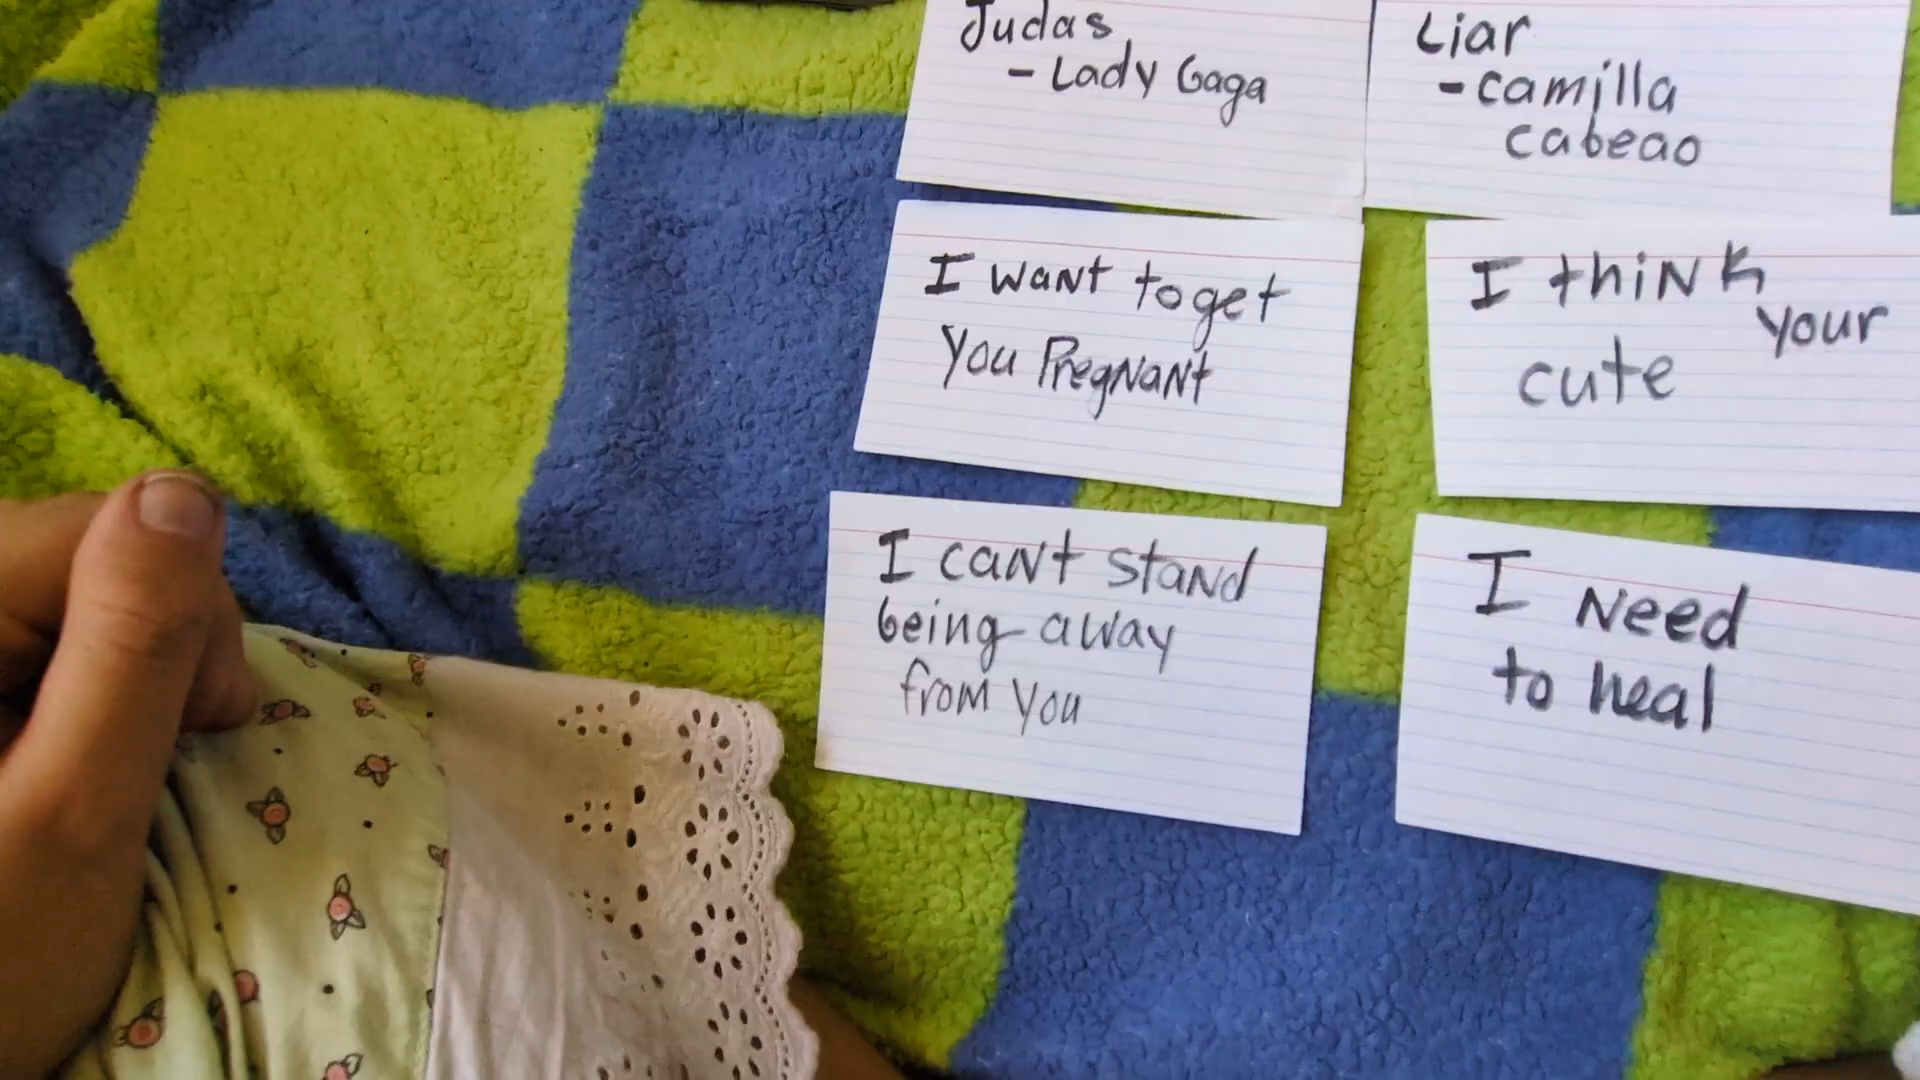 Judas
- Lady Gaga
Liar
- camilla
cabeao
I want to get
you Pregnant
I think
your
cute
I cant stand
being away
from you
I Need
to heal